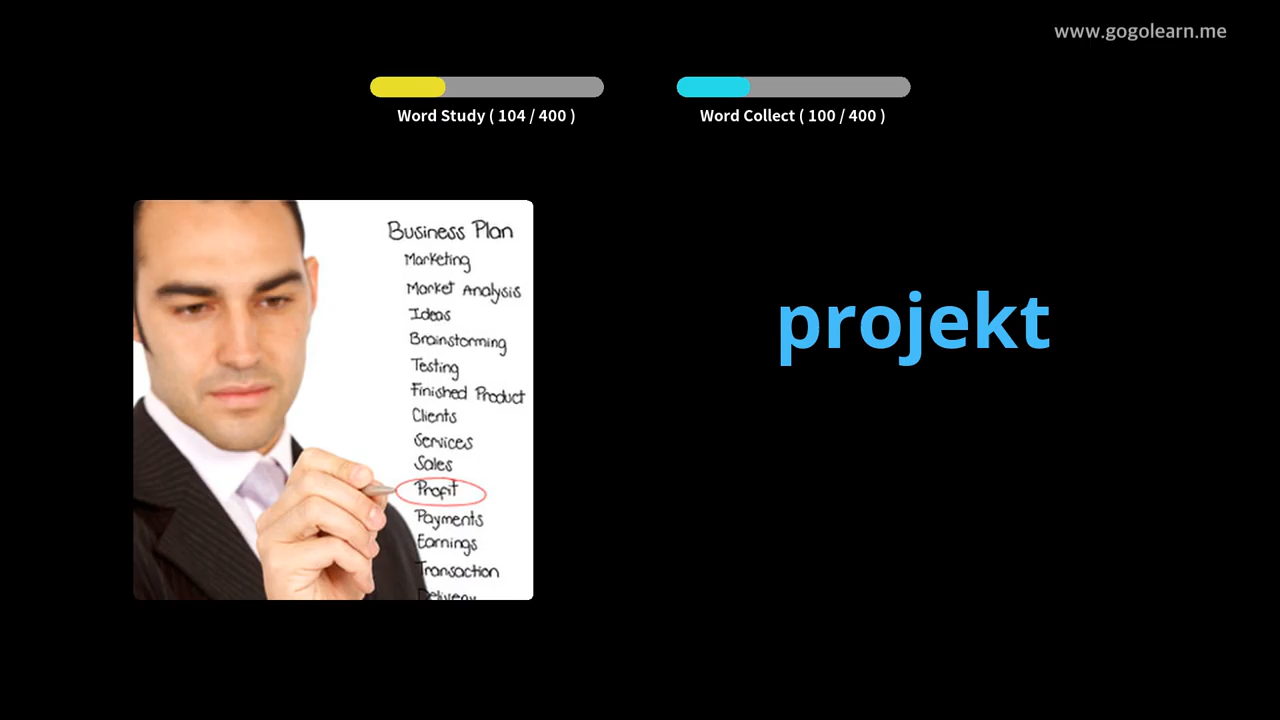 www.gogolearn.me
Word Study ( 104 / 400 )
Word Collect ( 100 / 400 )
Business Plan
Marketing
Market Analysis
Ideas
Brainstorming
Testing
Finished Product
Clients
Services
Sales
Profit
Payments
Earnings
Transaction
Delivery
projekt